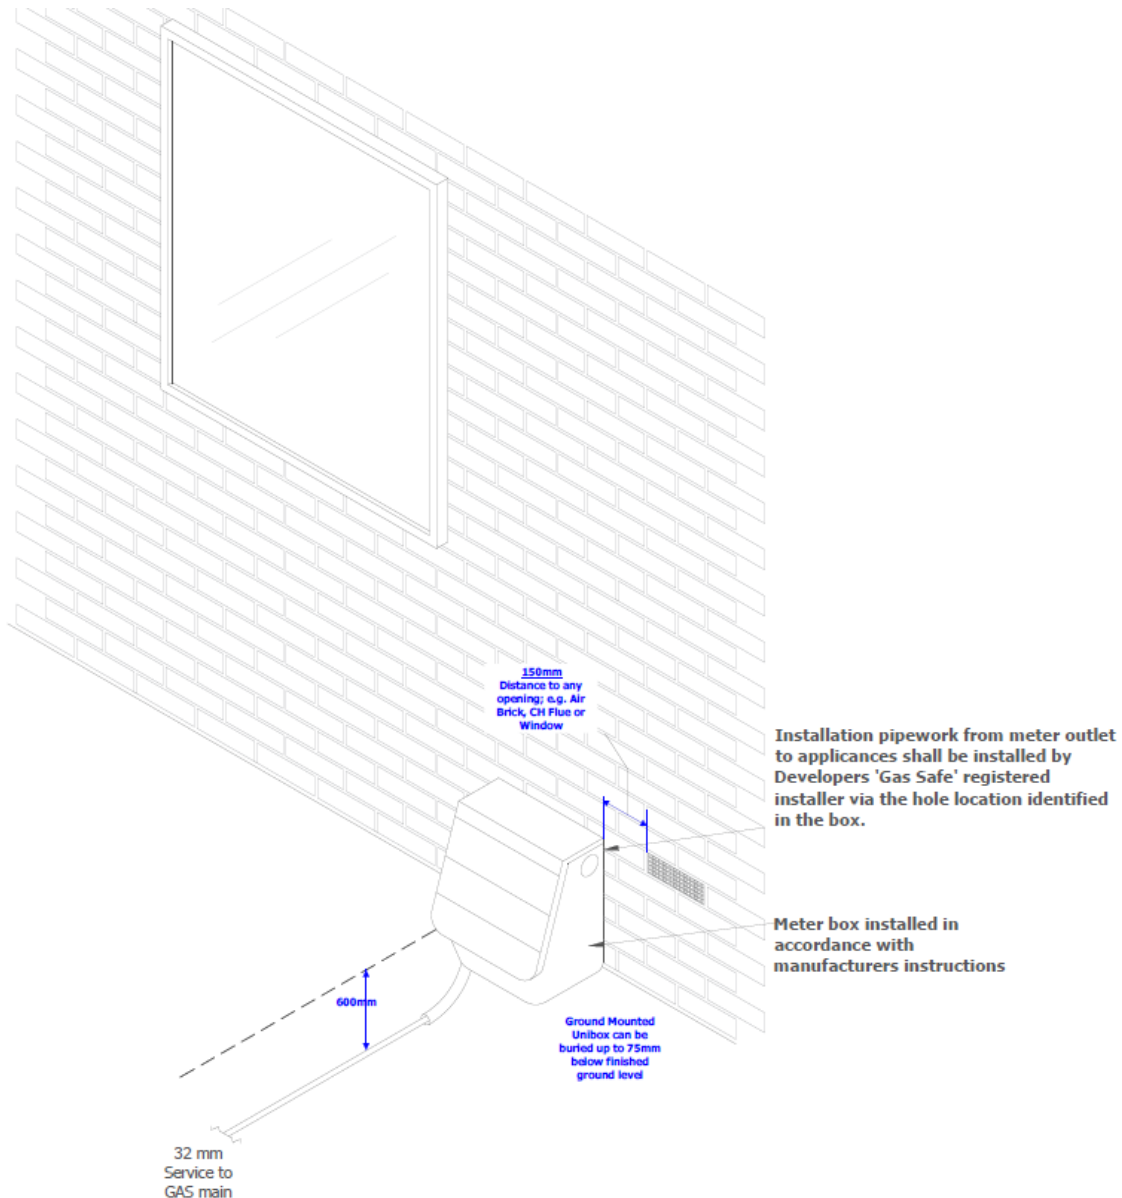 150mm
Distance to any
opening; e.g. Air
Brick, CH Flue or
Window
Installation pipework from meter outlet
to applicances shall be installed by
Developers 'Gas Safe' registered
installer via the hole location identified
in the box.
Meter box installed in
accordance with
manufacturers instructions
600mm
Ground Mounted
Unibox can be
buried up to 75mm
below finished
ground level
32 mm
Service to
GAS main